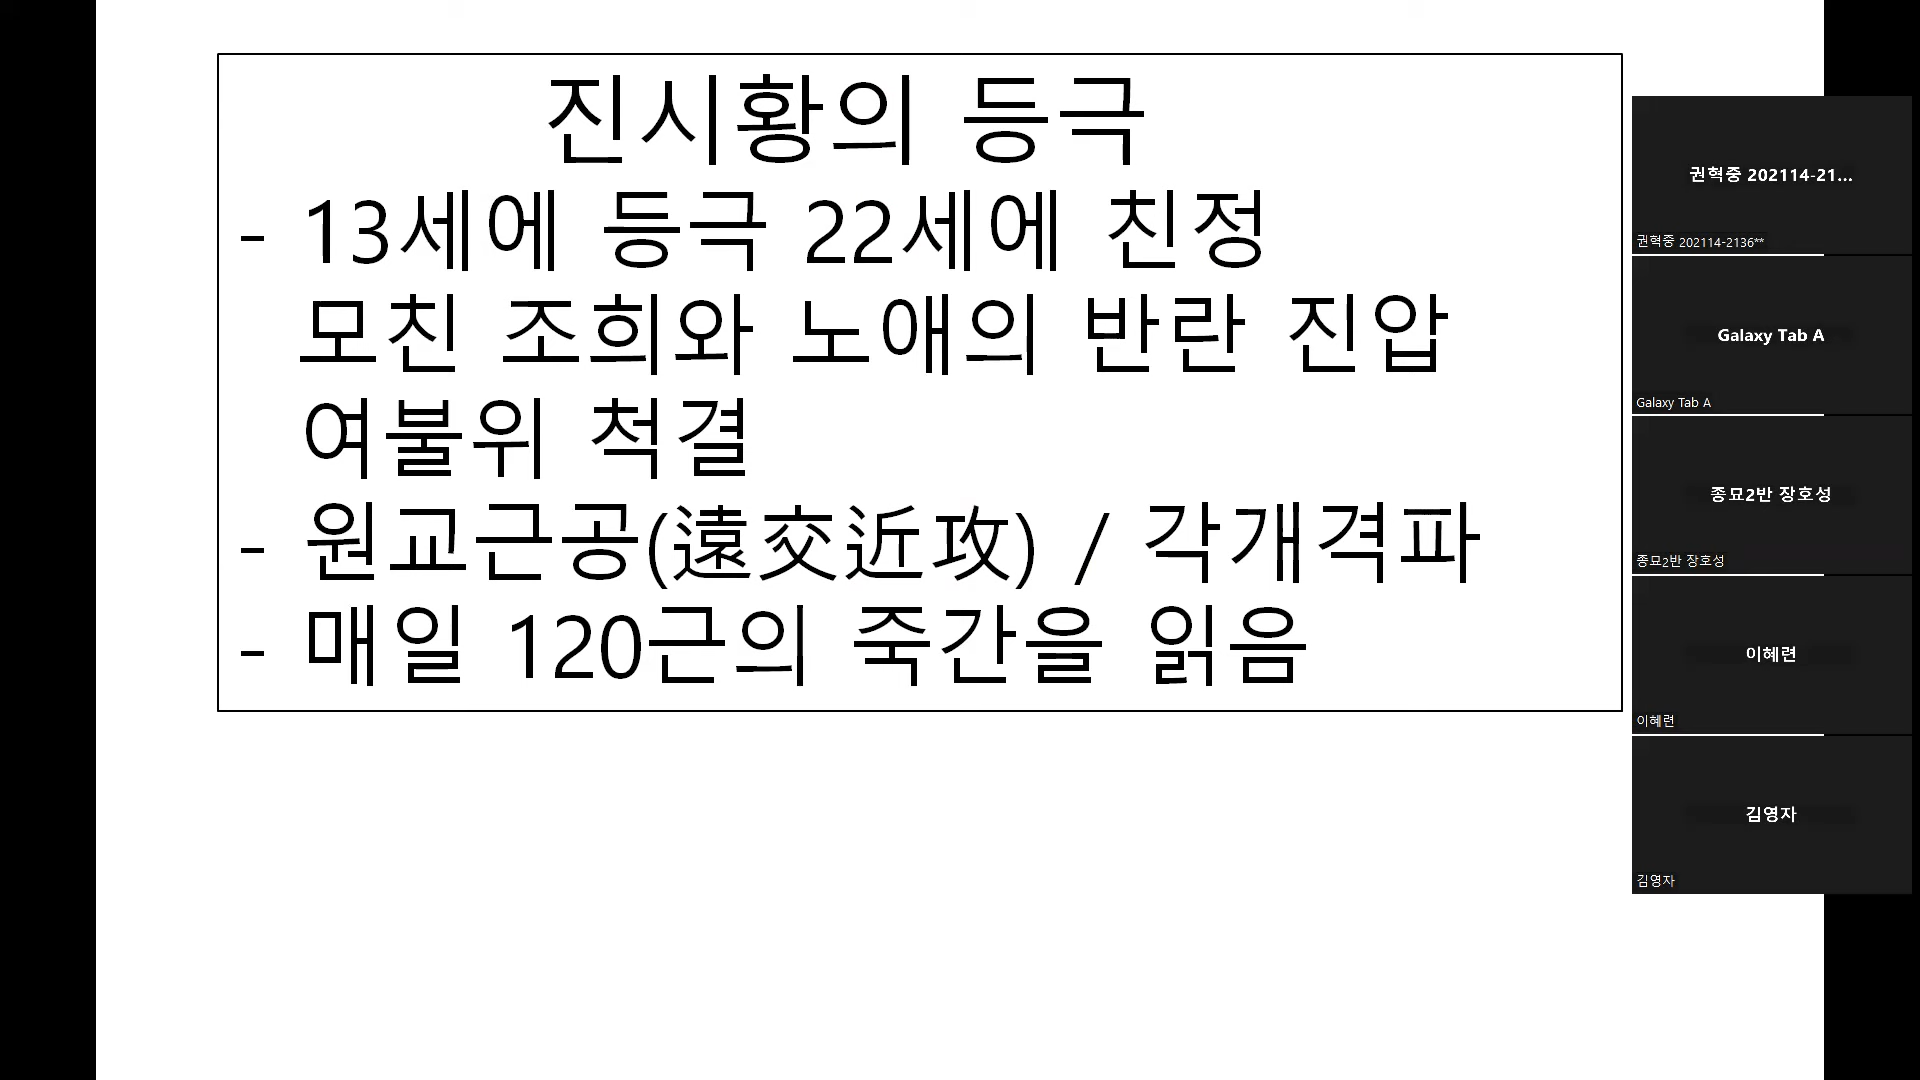 진시황의 등극
- 13세에 등극 22세에 친정
모친 조희와 노애의 반란 진압
여불위 척결
- 원교근공(遠交近攻) / 각개격파
- 매일 120근의 죽간을 읽음
권혁중 202114-21...
권혁중 202114-2136**
Galaxy Tab A
Galaxy Tab A
종묘2반 장호성
종묘2반 장호성
이혜련
이혜련
김영자
김영자